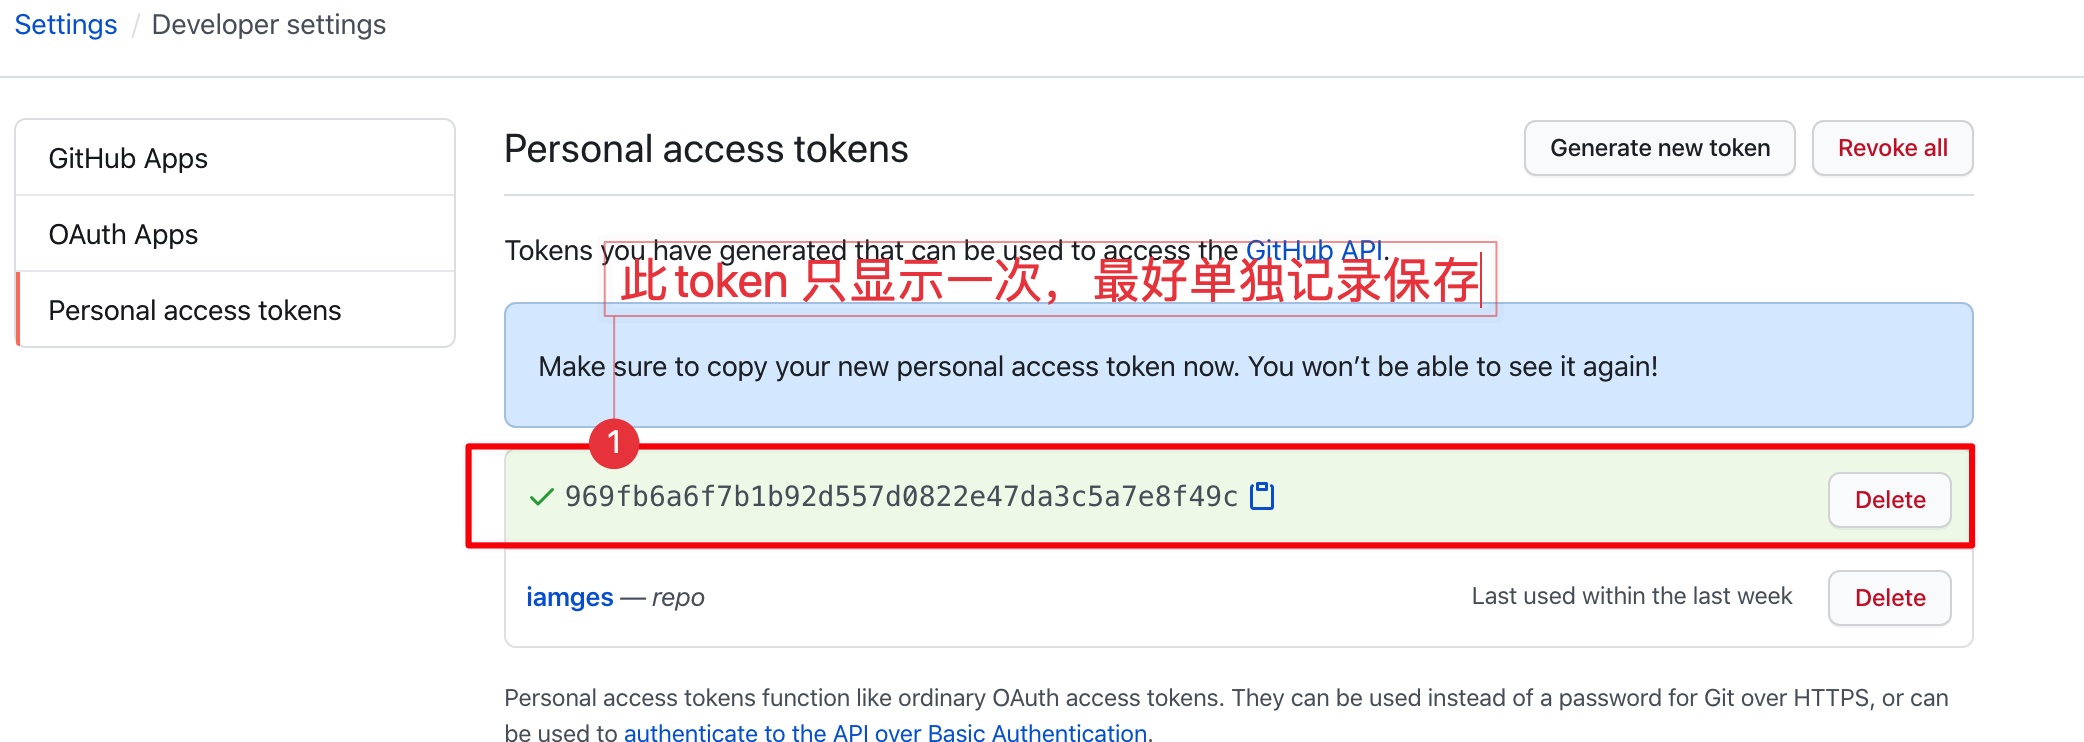 Settings / Developer settings
GitHub Apps
OAuth Apps
Personal access tokens
Personal access tokens
Generate new token
Revoke all
Tokens you have generated that can be used to access the GitHub API.
此 token 只显示一次，最好单独记录保存
Make sure to copy your new personal access token now. You won’t be able to see it again!
1
969fb6a6f7b1b92d557d0822e47da3c5a7e8f49c
Delete
iamges — repo
Last used within the last week
Delete
Personal access tokens function like ordinary OAuth access tokens. They can be used instead of a password for Git over HTTPS, or can
be used to authenticate to the API over Basic Authentication.